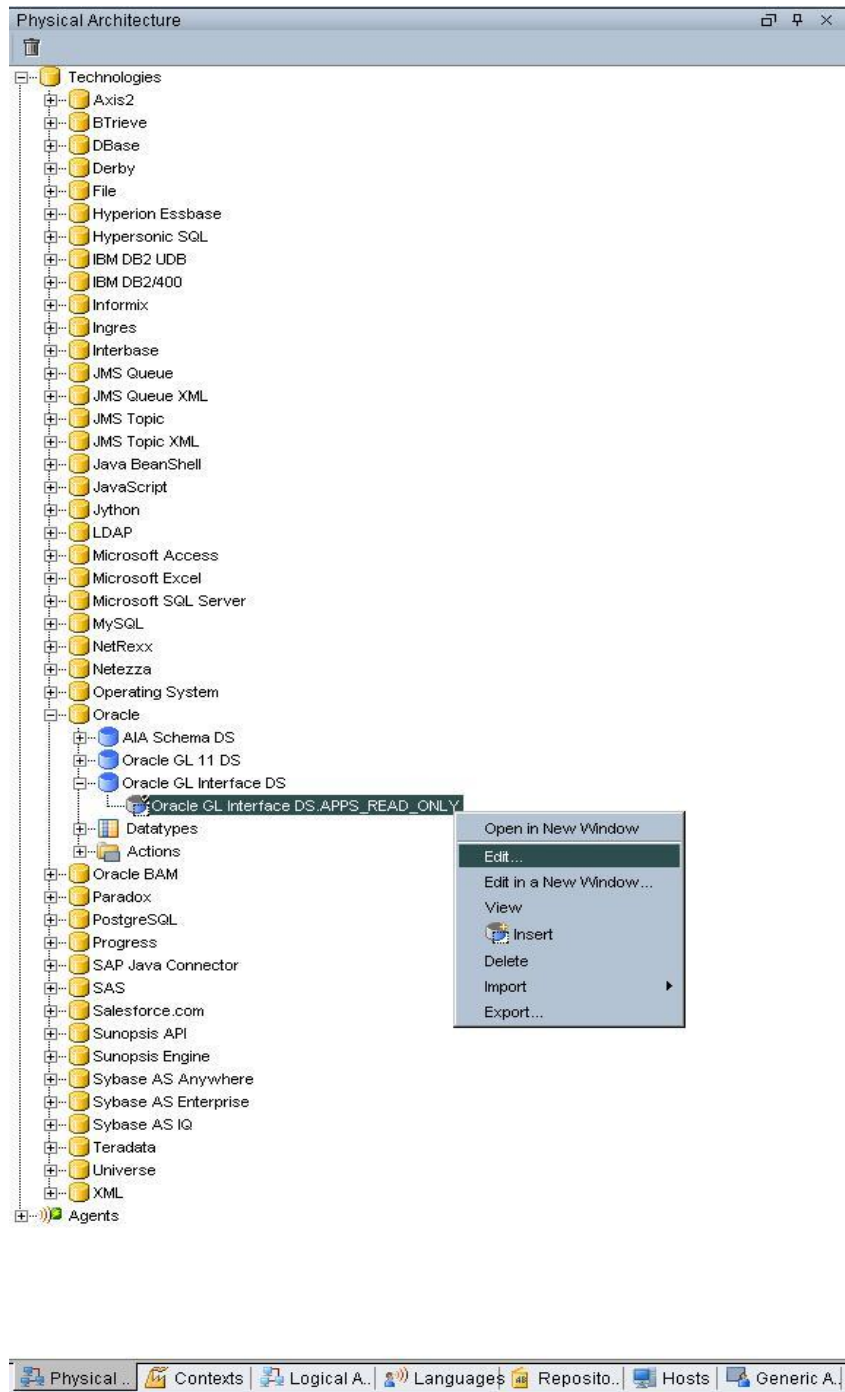 Physical Architecture
Technologies
Axis2
BTrieve
DBase
Derby
File
Hyperion Essbase
Hypersonic SQL
IBM DB2 UDB
IBM DB2/400
Informix
Ingres
Interbase
JMS Queue
JMS Queue XML
JMS Topic
JMS Topic XML
Java BeanShell
JavaScript
Jython
LDAP
Microsoft Access
Microsoft Excel
Microsoft SQL Server
MySQL
NetRexx
Netezza
Operating System
Oracle
AIA Schema DS
Oracle GL 11 DS
Oracle GL Interface DS
Oracle GL Interface DS.APPS_READ_ONLY
Datatypes
Actions
Oracle BAM
Paradox
PostgreSQL
Progress
SAP Java Connector
SAS
Salesforce.com
Sunopsis API
Sunopsis Engine
Sybase AS Anywhere
Sybase AS Enterprise
Sybase AS IQ
Teradata
Universe
XML
Agents
Open in New Window
Edit...
Edit in a New Window...
View
Insert
Delete
Import
Export...
Physical .. Contexts Logical A.. Languages Reposito.. Hosts Generic A..